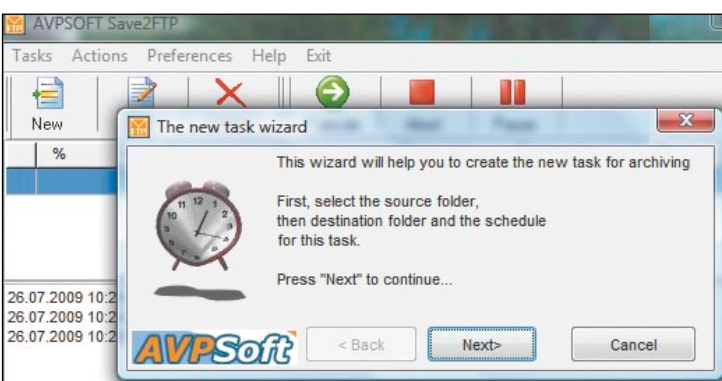 AVPSOFT Save2FTP
Tasks Actions Preferences Help Exit
New
The new task wizard
%
This wizard will help you to create the new task for archiving
First, select the source folder,
then destination folder and the schedule
for this task.
Press "Next" to continue...
26.07.2009 10:2
26.07.2009 10:2
26.07.2009 10:2
AVPSoft
< Back
Next>
Cancel